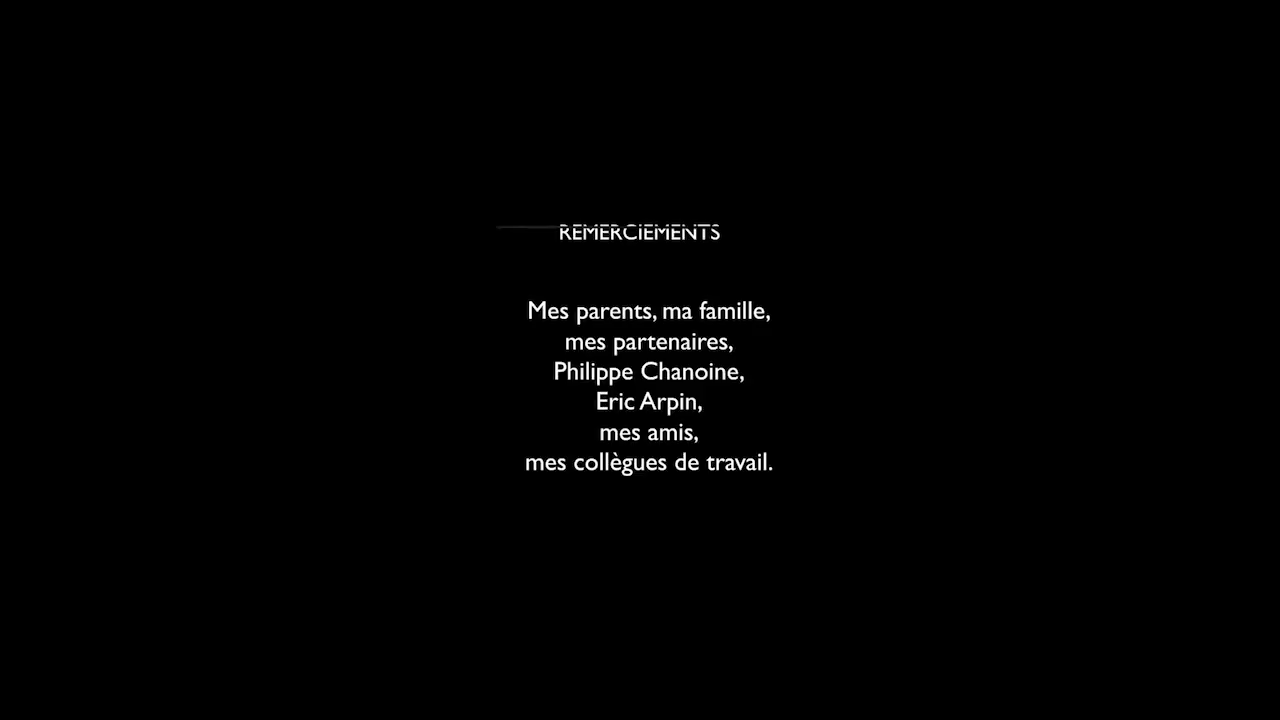 REMERCIEMENTS
Mes parents, ma famille,
mes partenaires,
Philippe Chanoine,
Eric Arpin,
mes amis,
mes collègues de travail.